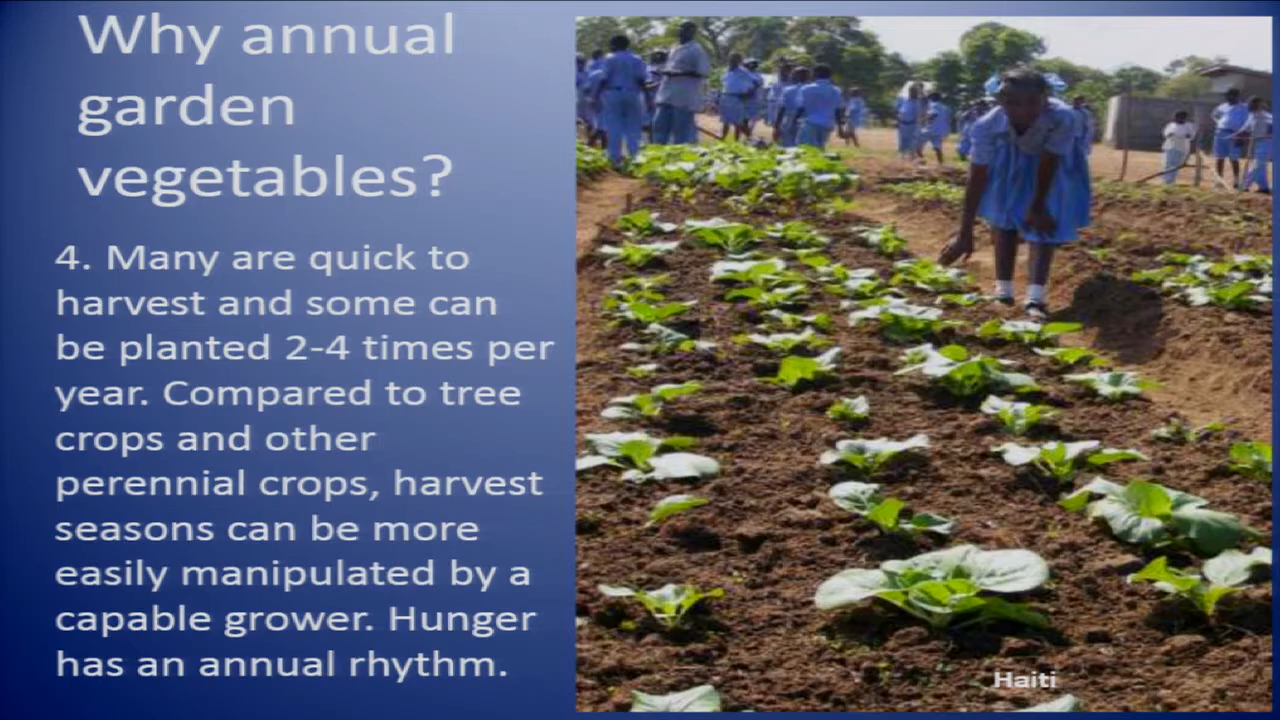 Why annual
garden
vegetables?
4. Many are quick to
harvest and some can
be planted 2-4 times per
year. Compared to tree
crops and other
perennial crops, harvest
seasons can be more
easily manipulated by a
capable grower. Hunger
has an annual rhythm.
Haiti